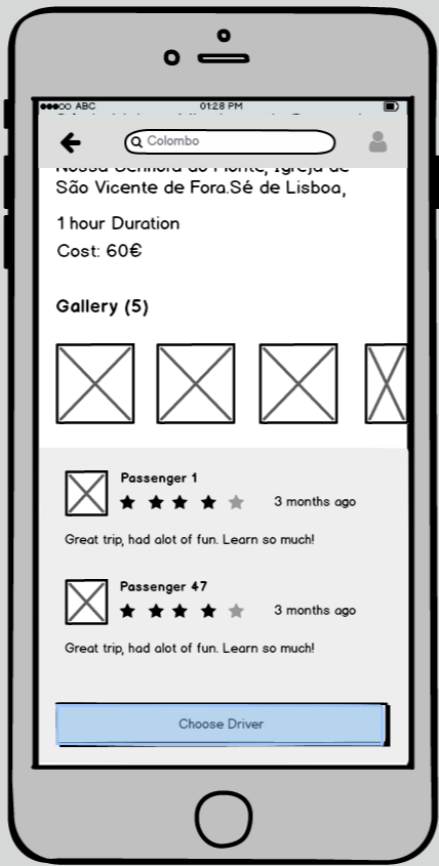 ABC 01:28 PM
Colombo
Nossa Senhora do Monte, Igreja de
São Vicente de Fora.Sé de Lisboa,
1 hour Duration
Cost: 60€
Gallery (5)
Passenger 1
3 months ago
Great trip, had alot of fun. Learn so much!
Passenger 47
3 months ago
Great trip, had alot of fun. Learn so much!
Choose Driver